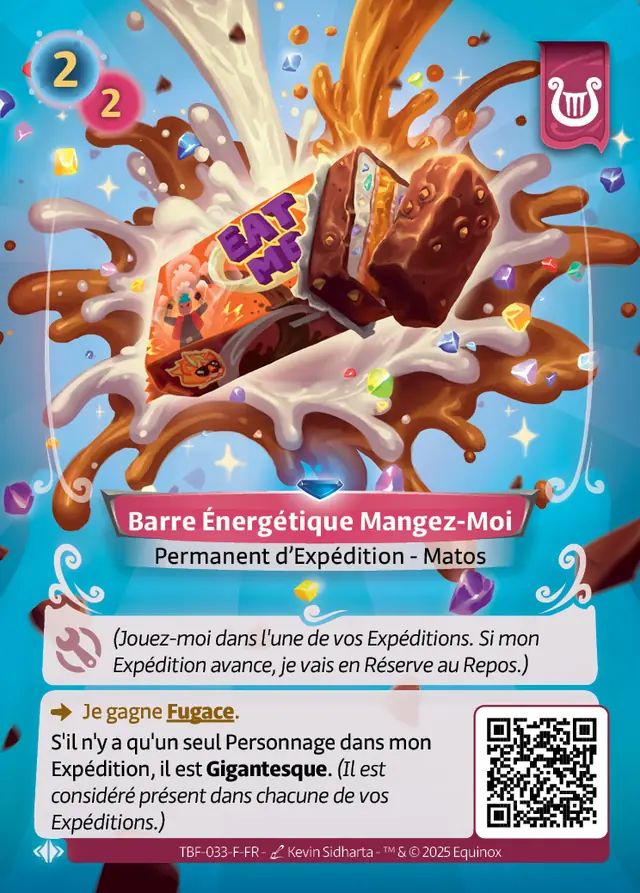 2
2
EAT
ME
Barre Énergétique Mangez-Moi
Permanent d’Expédition - Matos
(Jouez-moi dans l'une de vos Expéditions. Si mon
Expédition avance, je vais en Réserve au Repos.)
Je gagne Fugace.
S'il n'y a qu'un seul Personnage dans mon
Expédition, il est Gigantesque. (Il est
considéré présent dans chacune de vos
Expéditions.)
TBF-033-F-FR - Kevin Sidharta - ™ & © 2025 Equinox